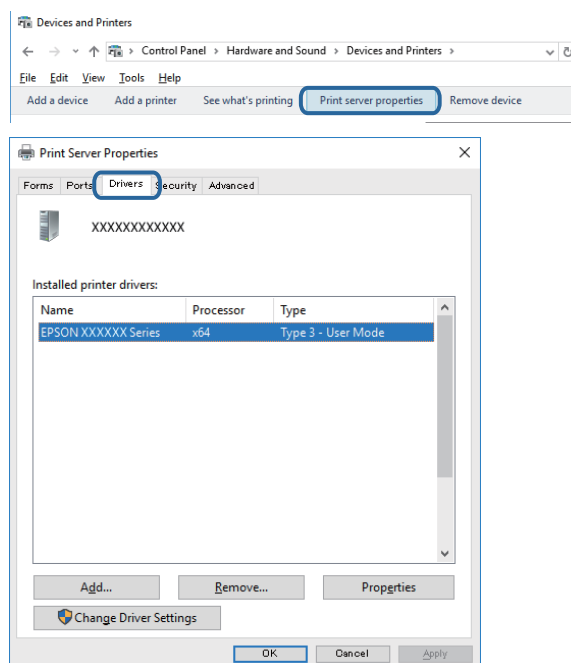 Devices and Printers
Control Panel > Hardware and Sound > Devices and Printers >
File Edit View Tools Help
Add a device Add a printer See what's printing Print server properties Remove device
Print Server Properties
Forms Ports Drivers Security Advanced
XXXXXXXXXXXX
Installed printer drivers:
Name Processor Type
EPSON XXXXXX Series x64 Type 3 - User Mode
Add... Remove... Properties
Change Driver Settings
OK Cancel Apply